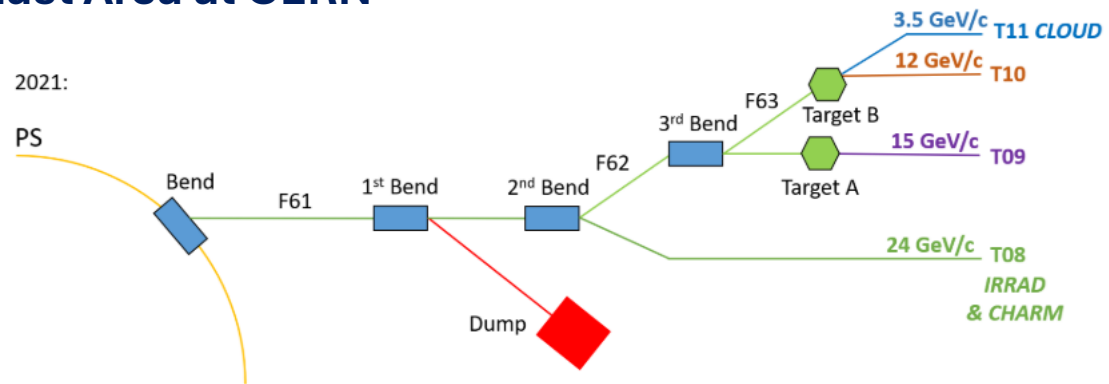 2021:
PS
Bend
F61
1st Bend
2nd Bend
Dump
F62
3rd Bend
F63
Target B
Target A
3.5 GeV/c T11 CLOUD
12 GeV/c T10
15 GeV/c T09
24 GeV/c T08
IRRAD
& CHARM